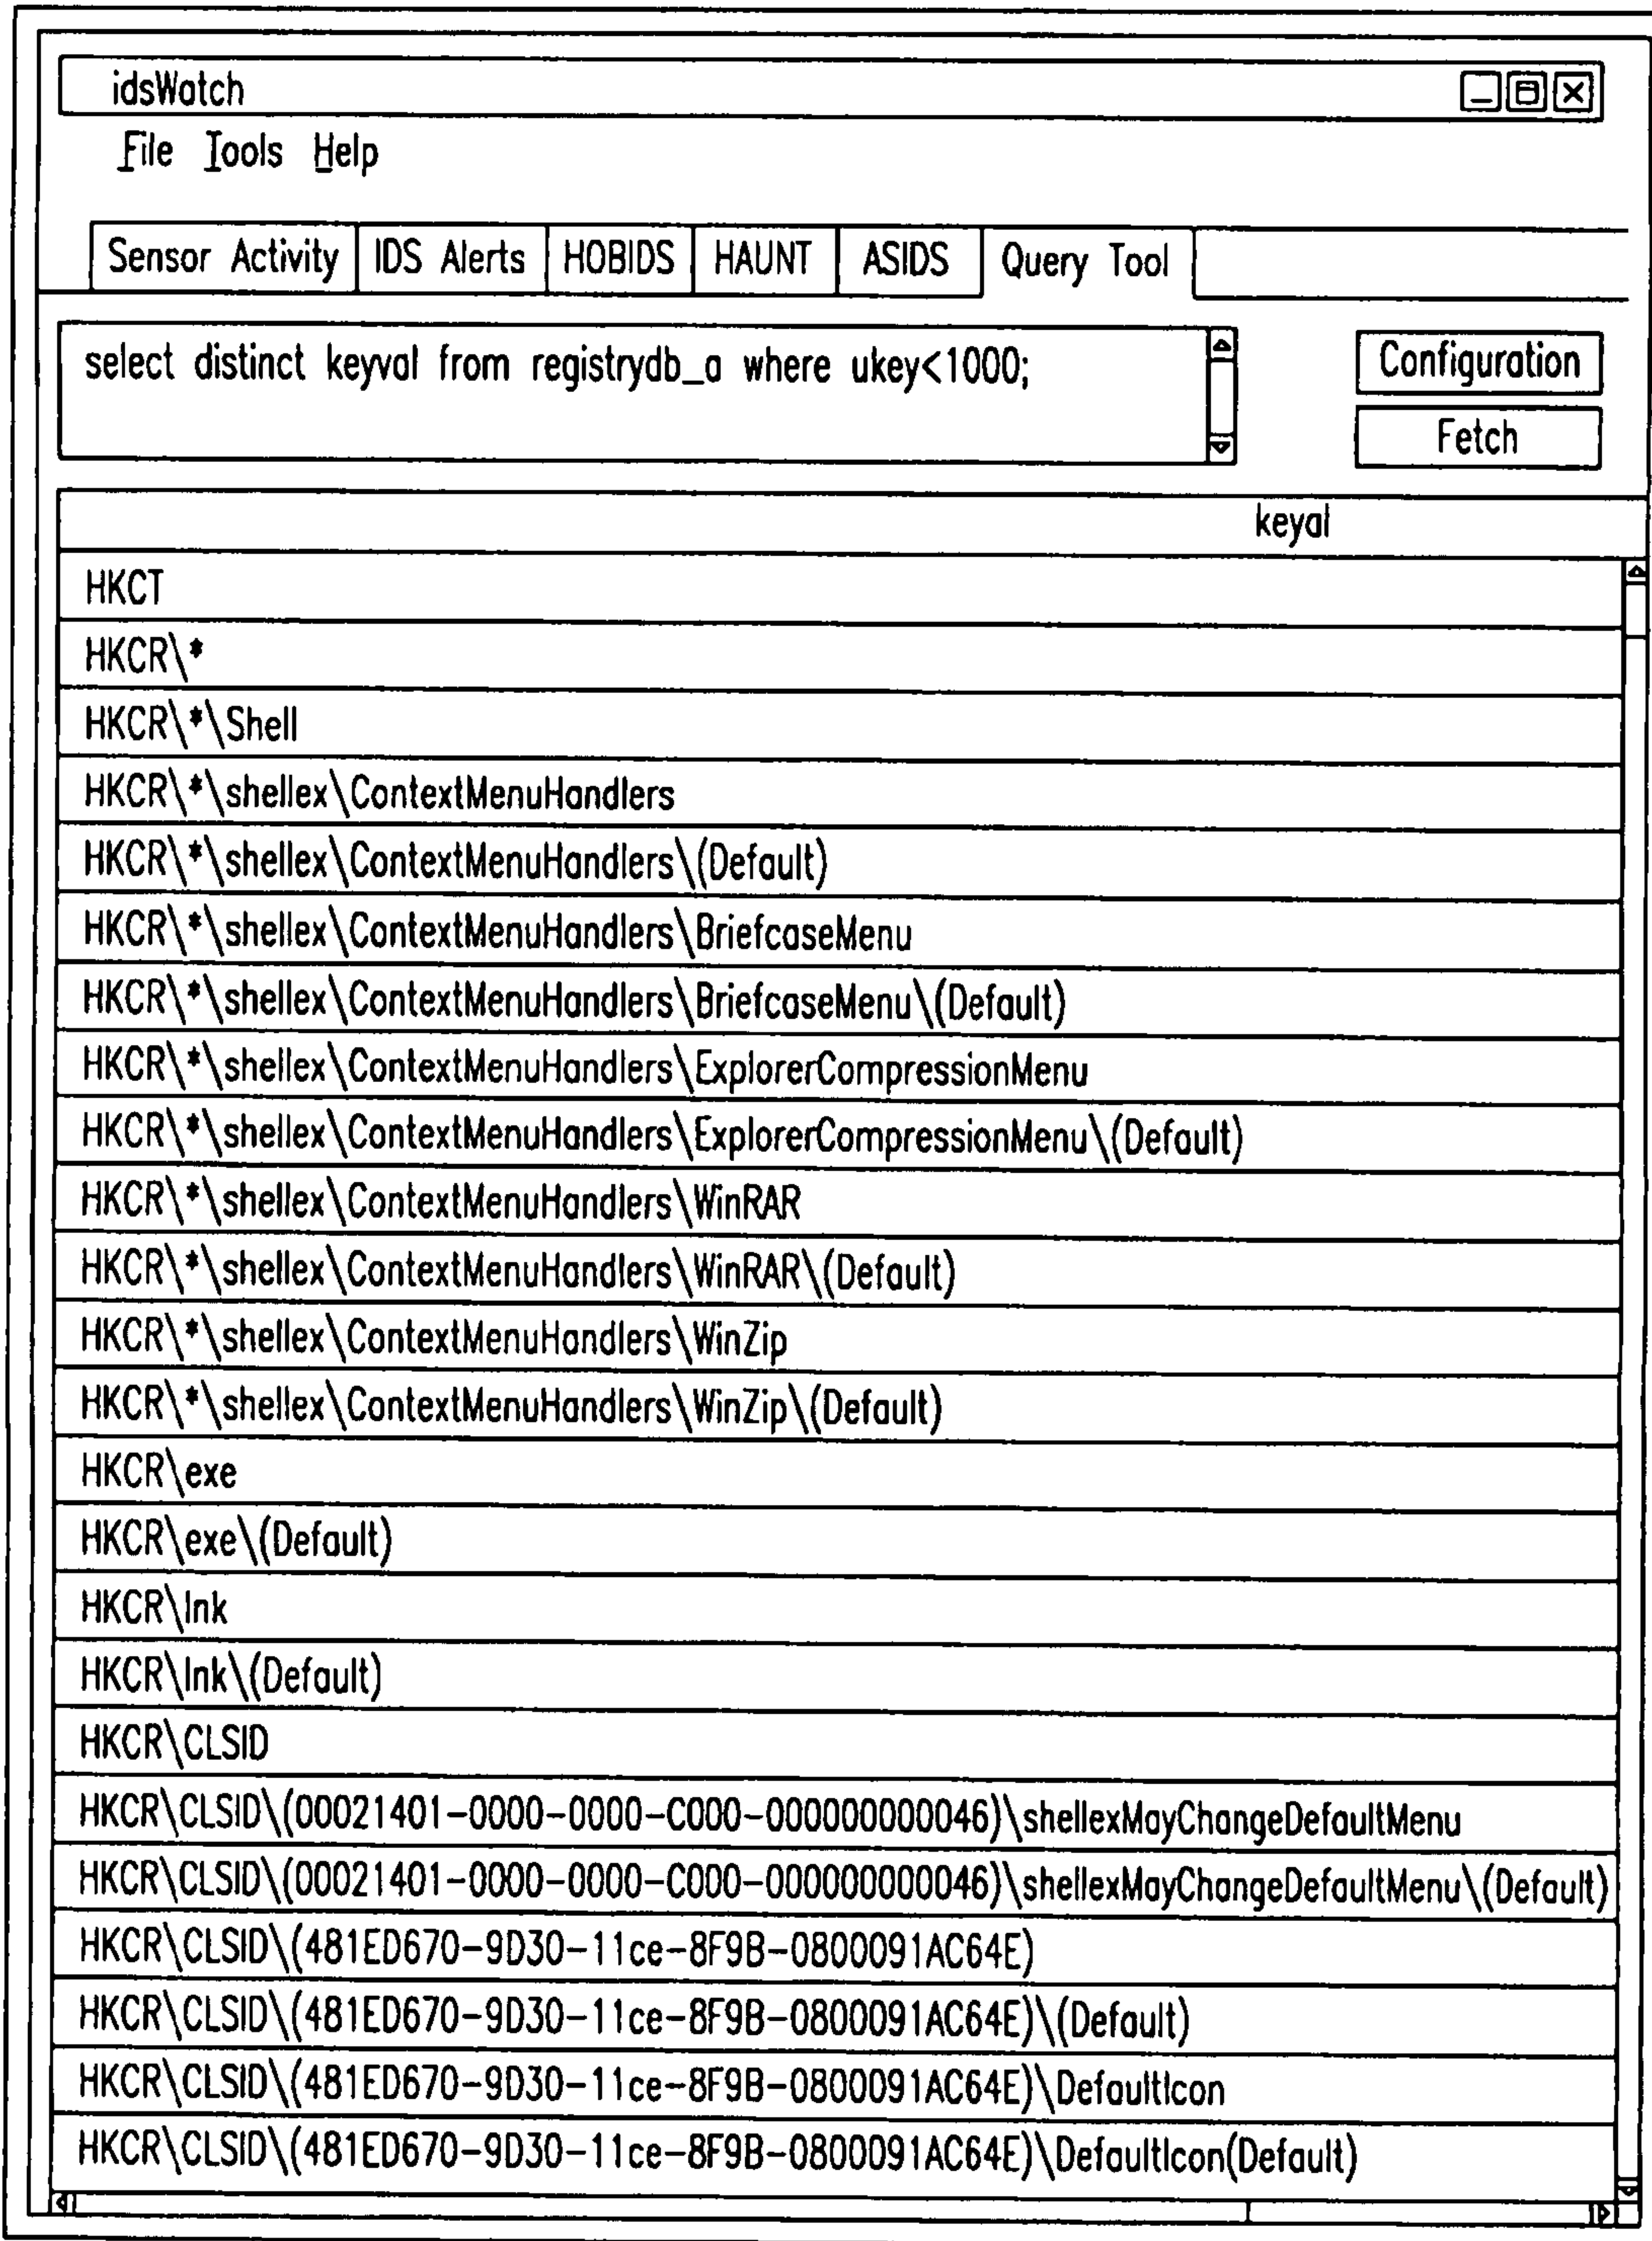 idsWatch
File Tools Help
Sensor Activity IDS Alerts HOBIDS HAUNT ASIDS Query Tool
select distinct keyval from registrydb_a where ukey<1000;
Configuration
Fetch
keyal
HKCT
HKCR\*
HKCR\*\Shell
HKCR\*\shellex\ContextMenuHandlers
HKCR\*\shellex\ContextMenuHandlers\(Default)
HKCR\*\shellex\ContextMenuHandlers\BriefcaseMenu
HKCR\*\shellex\ContextMenuHandlers\BriefcaseMenu\(Default)
HKCR\*\shellex\ContextMenuHandlers\ExplorerCompressionMenu
HKCR\*\shellex\ContextMenuHandlers\ExplorerCompressionMenu\(Default)
HKCR\*\shellex\ContextMenuHandlers\WinRAR
HKCR\*\shellex\ContextMenuHandlers\WinRAR\(Default)
HKCR\*\shellex\ContextMenuHandlers\WinZip
HKCR\*\shellex\ContextMenuHandlers\WinZip\(Default)
HKCR\exe
HKCR\exe\(Default)
HKCR\lnk
HKCR\lnk\(Default)
HKCR\CLSID
HKCR\CLSID\(00021401-0000-0000-C000-000000000046)\shellexMayChangeDefaultMenu
HKCR\CLSID\(00021401-0000-0000-C000-000000000046)\shellexMayChangeDefaultMenu\(Default)
HKCR\CLSID\(481ED670-9D30-11ce-8F9B-0800091AC64E)
HKCR\CLSID\(481ED670-9D30-11ce-8F9B-0800091AC64E)\(Default)
HKCR\CLSID\(481ED670-9D30-11ce-8F9B-0800091AC64E)\DefaultIcon
HKCR\CLSID\(481ED670-9D30-11ce-8F9B-0800091AC64E)\DefaultIcon(Default)